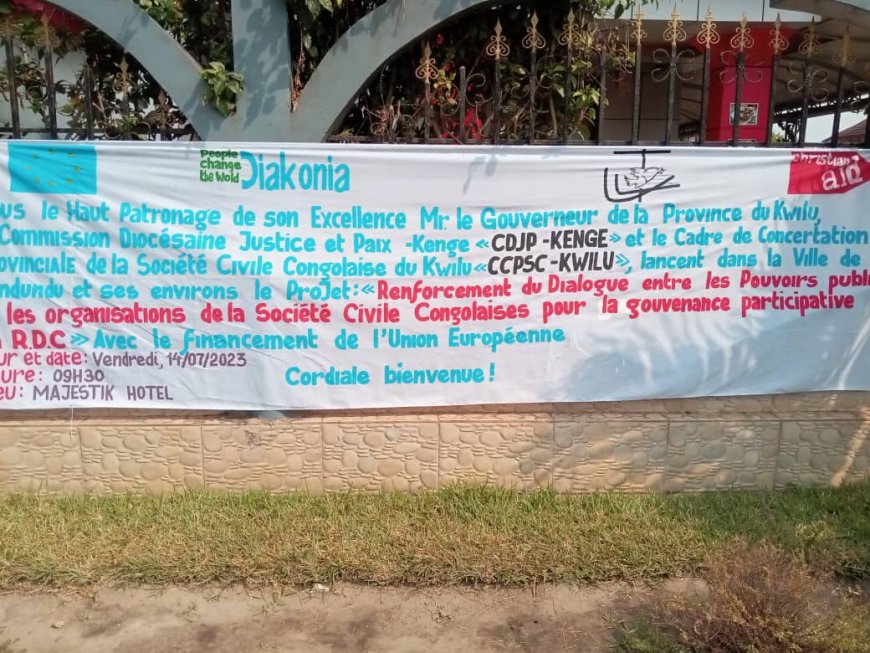 People
change
the Wold
Diakonia
christian
aid
us le Haut Patronage de son Excellence Mr. le Gouverneur de la Province du Kwilu,
Commission Diocésaine Justice et Paix -Kenge «CDJP-KENGE» et le Cadre de Concertation
ovinciale de la Société Civile Congolaise du Kwilu «CCPSC-KWILU», lancent dans la Ville de
ndundu et ses environs le Projet: «Renforcement du Dialogue entre les Pouvoirs publi
les organisations de la Société Civile Congolaises pour la gouvenance participative
R.D.C» Avec le financement de l'Union Européenne
ur et date: Vendredi, 14/07/2023
ure: 09H30
eu: MAJESTIK HOTEL
Cordiale bienvenue!